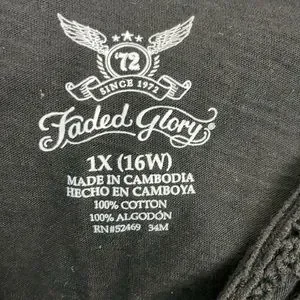 '72
SINCE 1972
Faded Glory®
1X (16W)
MADE IN CAMBODIA
HECHO EN CAMBOYA
100% COTTON
100% ALGODÓN
RN#52469 34M